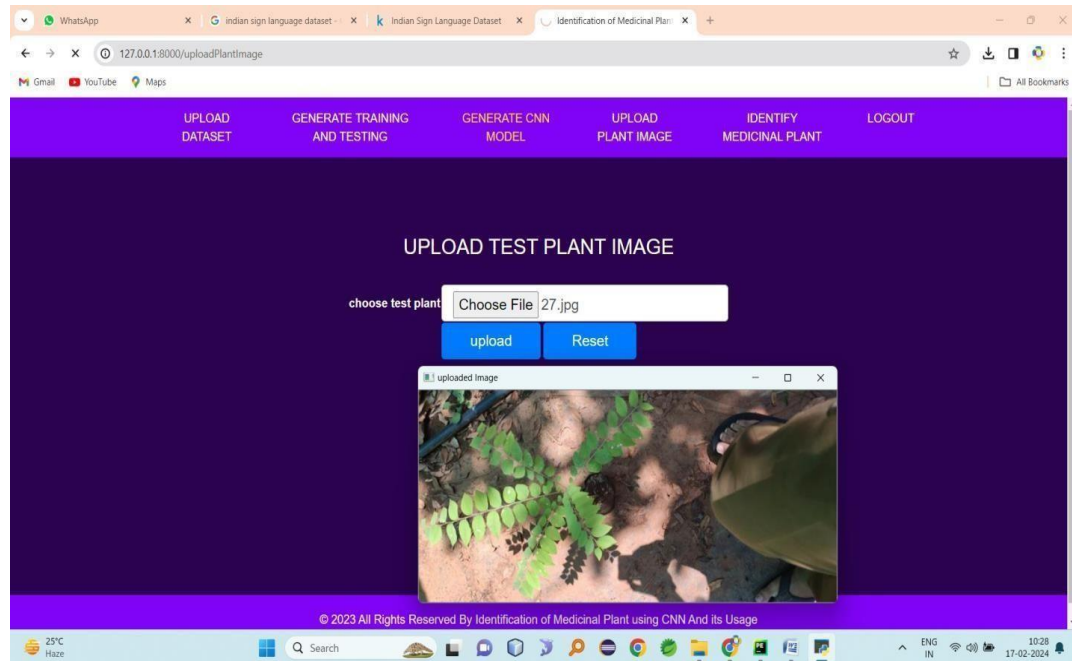 WhatsApp
indian sign language dataset -
Indian Sign Language Dataset
Identification of Medicinal Plan
127.0.0.1:8000/uploadPlantImage
Gmail
YouTube
Maps
All Bookmarks
UPLOAD
DATASET
GENERATE TRAINING
AND TESTING
GENERATE CNN
MODEL
UPLOAD
PLANT IMAGE
IDENTIFY
MEDICINAL PLANT
LOGOUT
UPLOAD TEST PLANT IMAGE
choose test plant
Choose File 27.jpg
upload
Reset
uploaded Image
© 2023 All Rights Reserved By Identification of Medicinal Plant using CNN And its Usage
25°C
Haze
Search
ENG
IN
10:28
17-02-2024